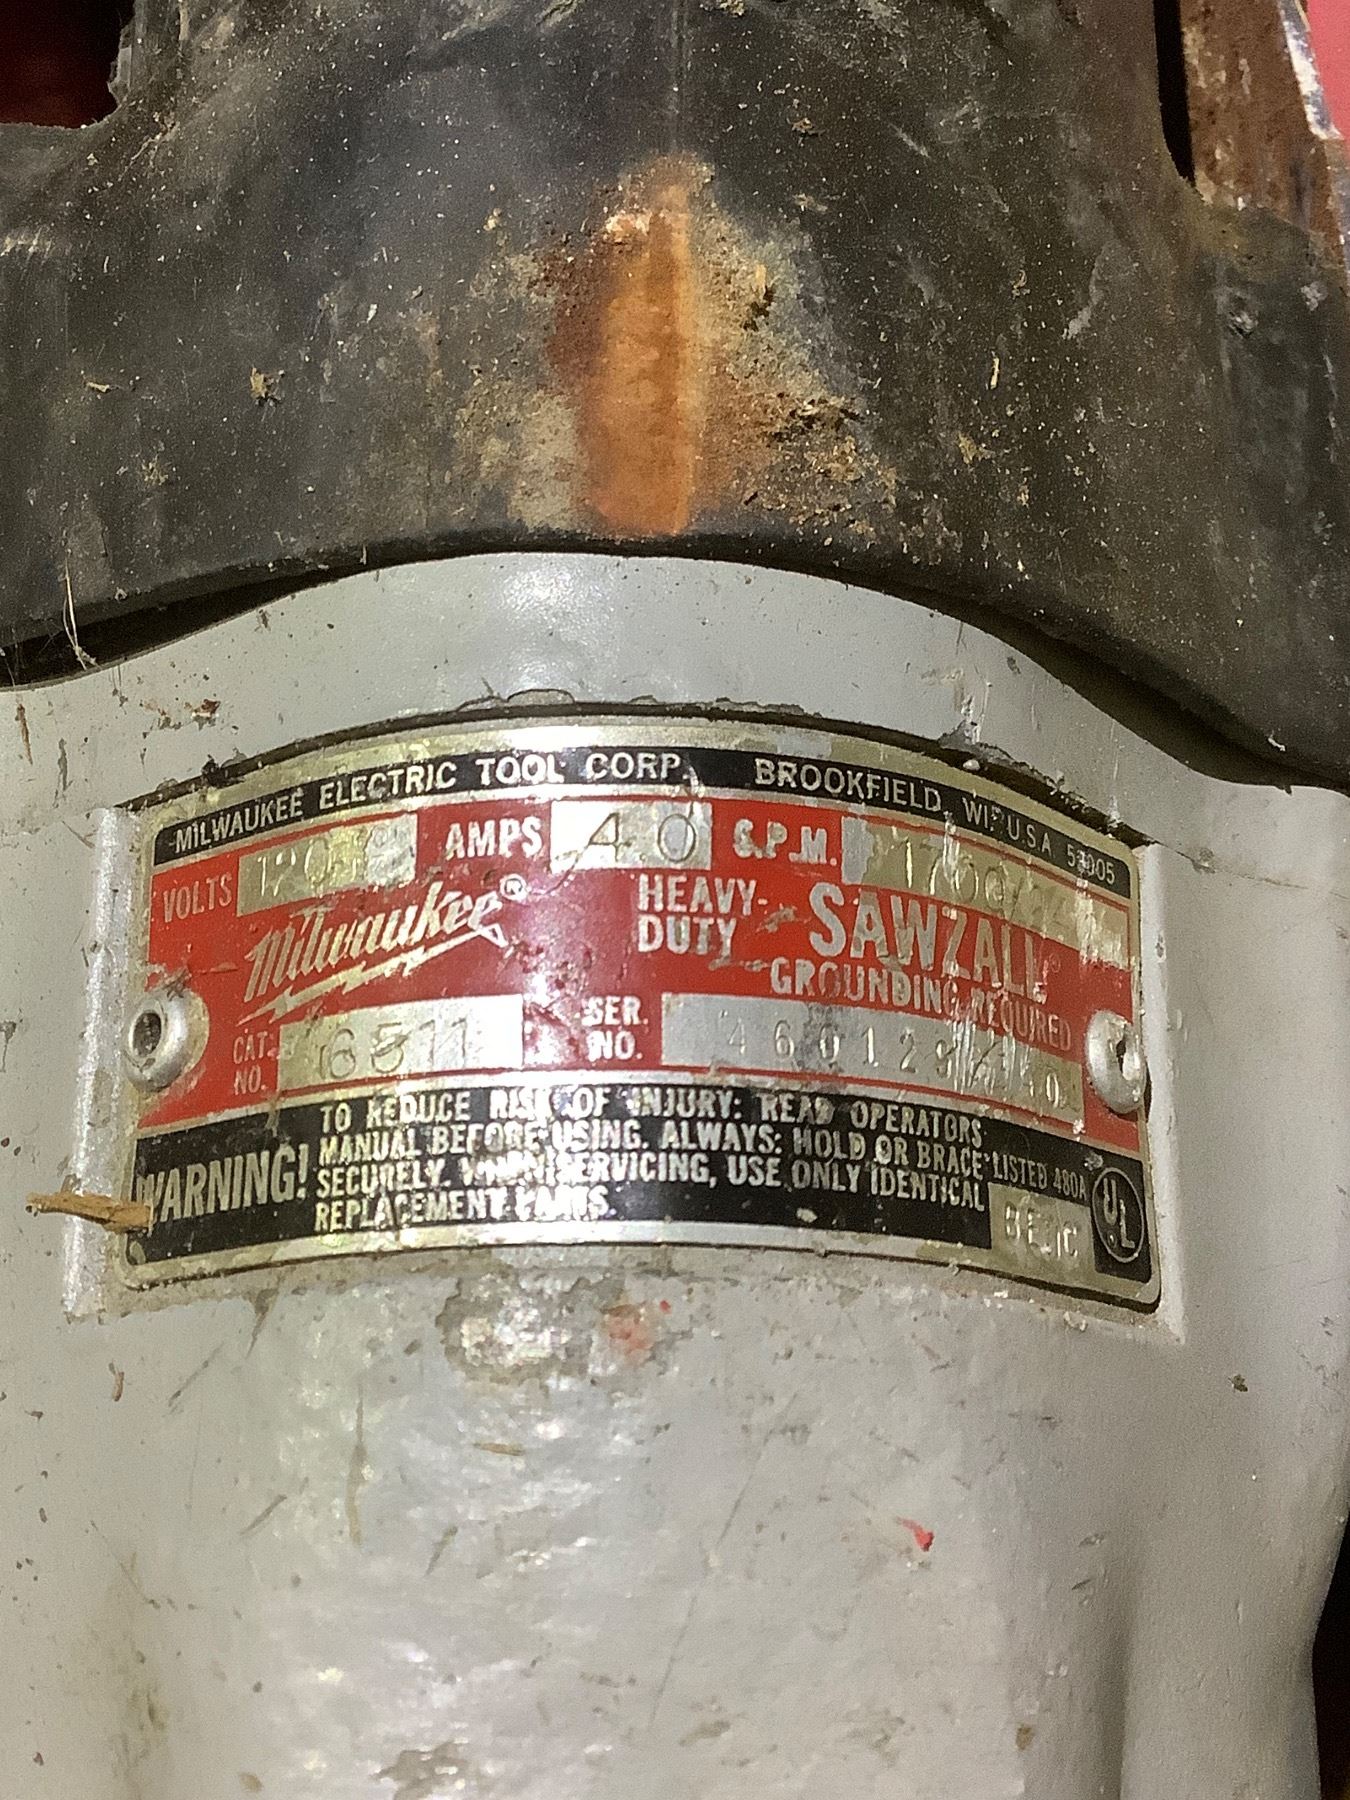 MILWAUKEE ELECTRIC TOOL CORP. BROOKFIELD, WI. U.S.A 53005
VOLTS AMPS 4.0 S.P.M.
Milwaukee® HEAVY-DUTY SAWZALL®
GROUNDING REQUIRED
CAT. NO. 6511 SER. NO.
WARNING! TO REDUCE RISK OF INJURY: READ OPERATORS
MANUAL BEFORE USING. ALWAYS: HOLD OR BRACE
SECURELY. WHEN SERVICING, USE ONLY IDENTICAL
REPLACEMENT PARTS.
LISTED 480A
UL